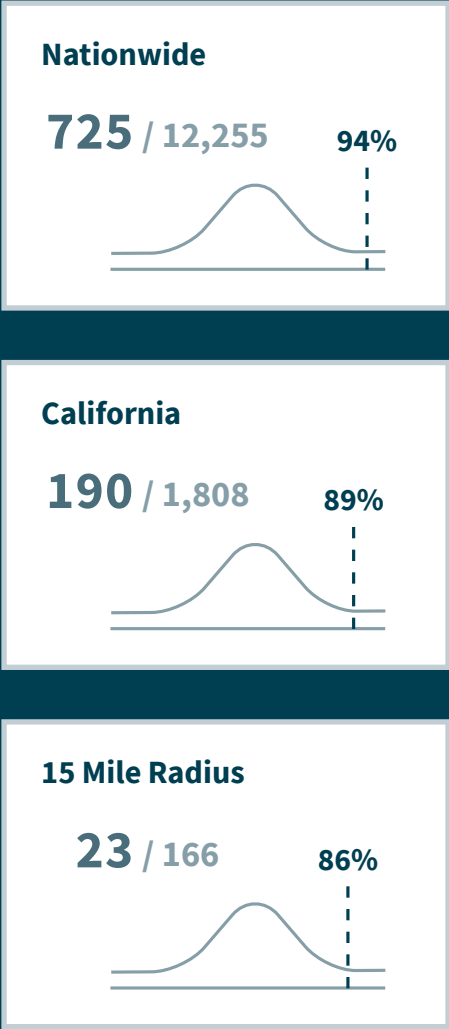 Nationwide
725 / 12,255
94%
California
190 / 1,808
89%
15 Mile Radius
23 / 166
86%